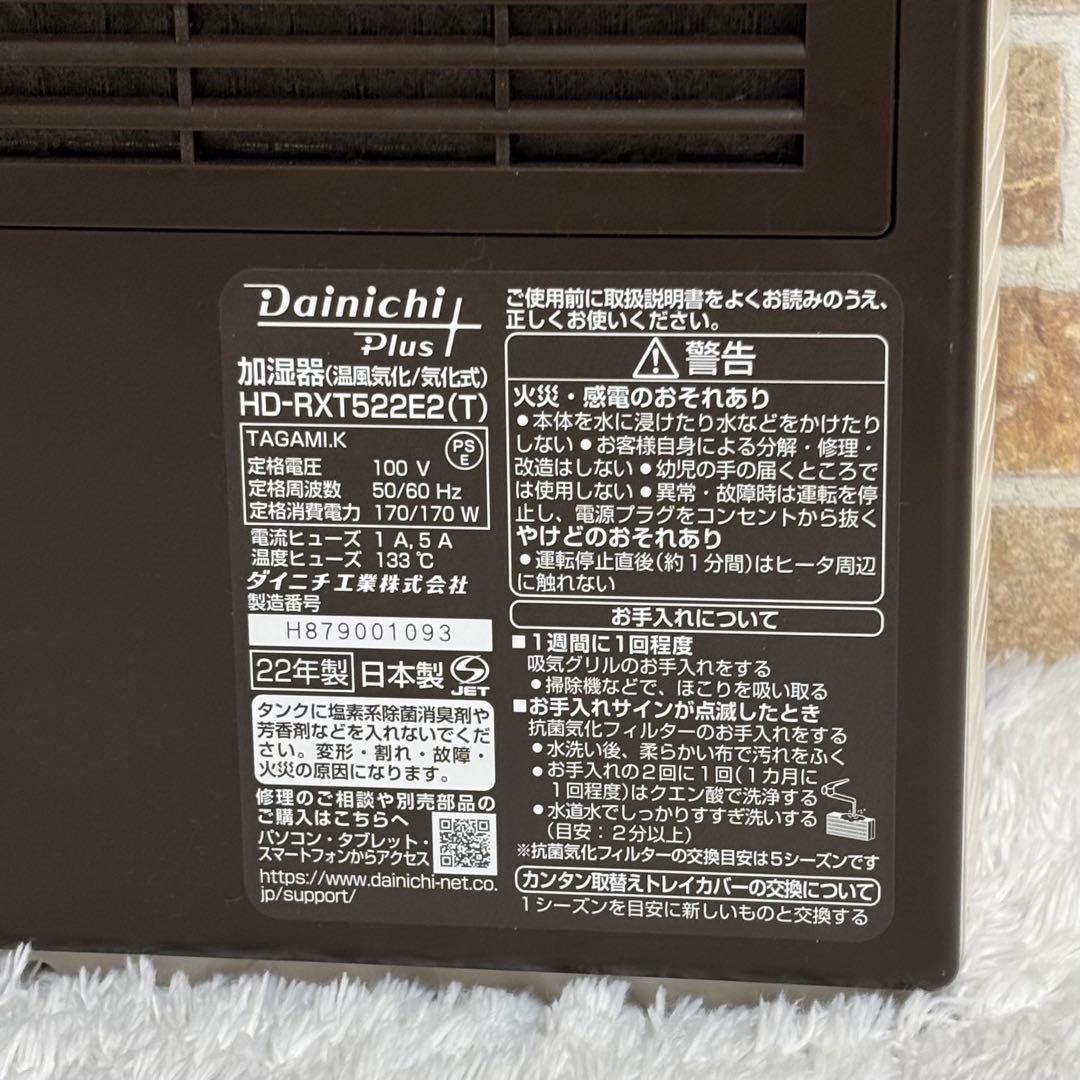 Dainichi
Plus
加湿器(温風気化/気化式)
HD-RXT522E2(T)
TAGAMI.K
PS
E
定格電圧 100 V
定格周波数 50/60 Hz
定格消費電力 170/170 W
電流ヒューズ 1 A, 5 A
温度ヒューズ 133 ℃
ダイニチ工業株式会社
製造番号
H879001093
22年製 日本製 JET
タンクに塩素系除菌消臭剤や
芳香剤などを入れないでくだ
さい。変形・割れ・故障・
火災の原因になります。
修理のご相談や別売部品の
ご購入はこちらへ
パソコン・タブレット・
スマートフォンからアクセス
https://www.dainichi-net.co.
jp/support/
ご使用前に取扱説明書をよくお読みのうえ、
正しくお使いください。
警告
火災・感電のおそれあり
●本体を水に浸けたり水などをかけたり
しない ●お客様自身による分解・修理・
改造はしない ●幼児の手の届くところで
は使用しない ●異常・故障時は運転を停
止し、電源プラグをコンセントから抜く
やけどのおそれあり
●運転停止直後(約1分間)はヒータ周辺
に触れない
お手入れについて
■1週間に1回程度
吸気グリルのお手入れをする
●掃除機などで、ほこりを吸い取る
■お手入れサインが点滅したとき
抗菌気化フィルターのお手入れをする
●水洗い後、柔らかい布で汚れをふく
●お手入れの2回に1回(1カ月に
1回程度)はクエン酸で洗浄する
●水道水でしっかりすすぎ洗いする
(目安:2分以上)
※抗菌気化フィルターの交換目安は5シーズンです
カンタン取替えトレイカバーの交換について
1シーズンを目安に新しいものと交換する